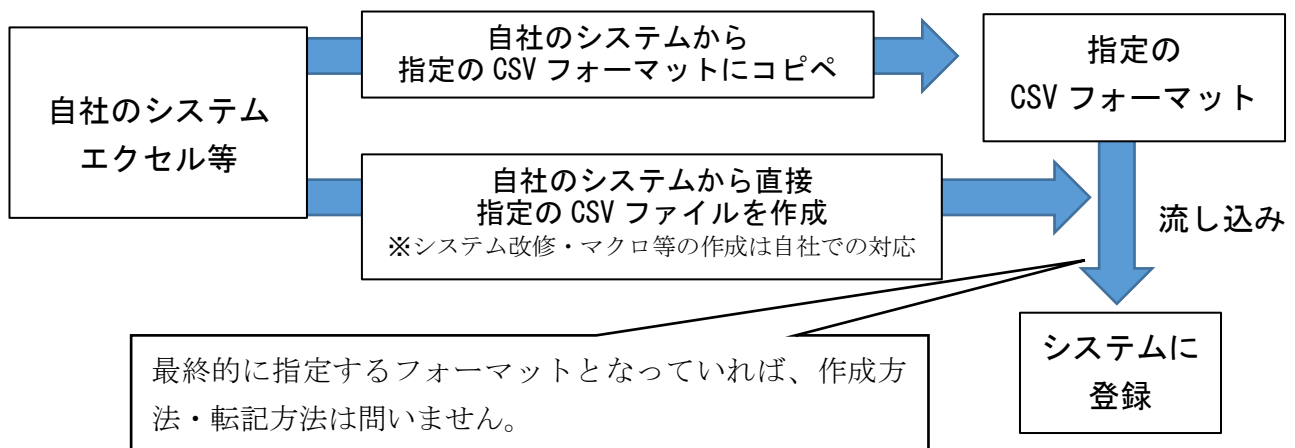 自社のシステム
エクセル等
自社のシステムから
指定の CSV フォーマットにコピペ
指定の
CSV フォーマット
自社のシステムから直接
指定の CSV ファイルを作成
※システム改修・マクロ等の作成は自社での対応
流し込み
システムに
登録
最終的に指定するフォーマットとなっていれば、作成方
法・転記方法は問いません。